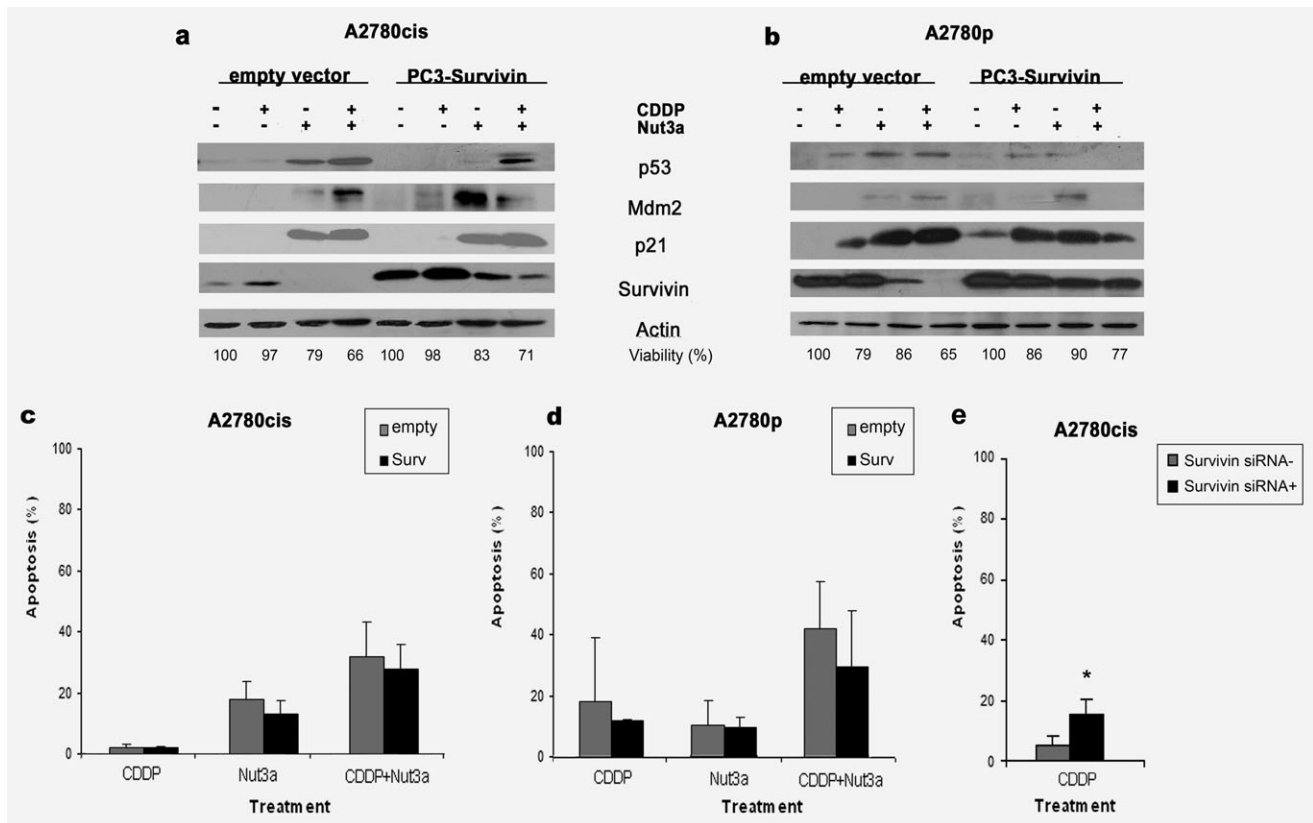 a
A2780cis
empty vector PC3-Survivin
- + - + - + - +
- - + + - - + +
b
A2780p
empty vector PC3-Survivin
- + - + - + - +
- - + + - - + +
CDDP
Nut3a
p53
Mdm2
p21
Survivin
Actin
Viability (%)
100 97 79 66 100 98 83 71
100 79 86 65 100 86 90 77
c
A2780cis
empty
Surv
Apoptosis (%)
100
80
60
40
20
0
CDDP Nut3a CDDP+Nut3a
Treatment
d
A2780p
empty
Surv
Apoptosis (%)
100
80
60
40
20
0
CDDP Nut3a CDDP+Nut3a
Treatment
e
A2780cis
Survivin siRNA-
Survivin siRNA+
Apoptosis (%)
100
80
60
40
20
0
*
CDDP
Treatment